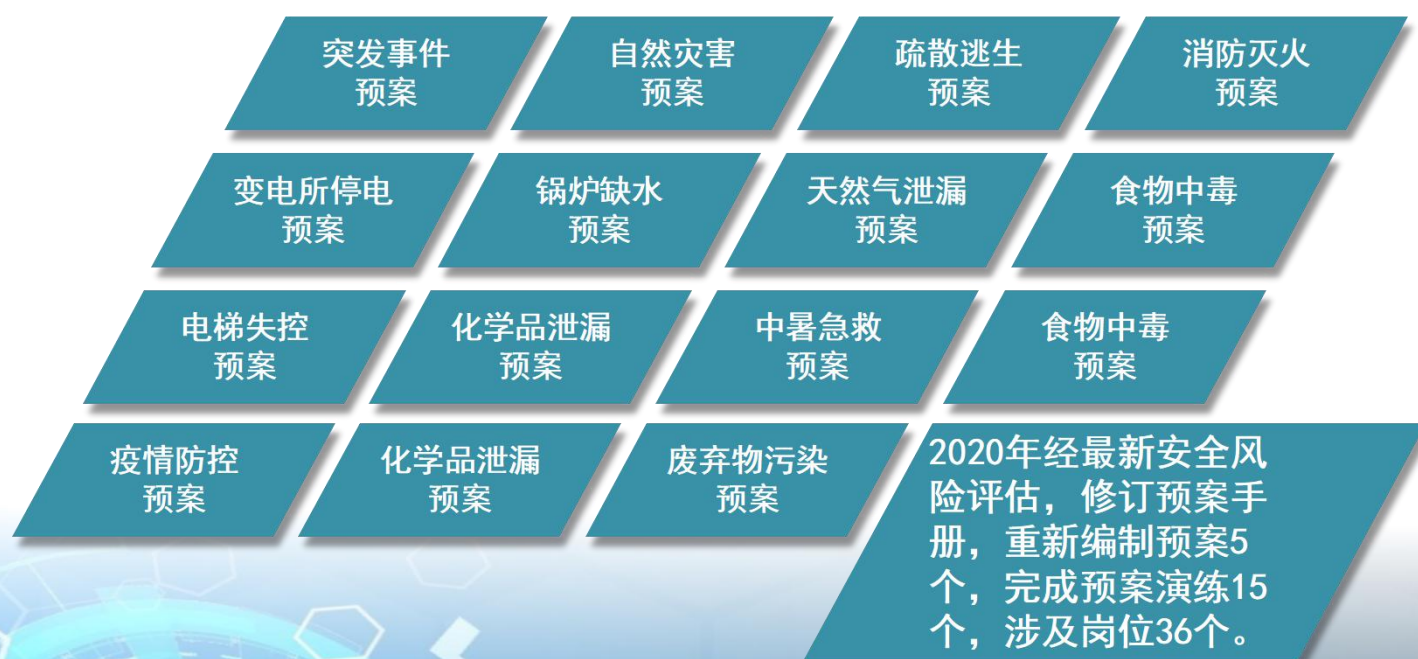 突发事件
预案
自然灾害
预案
疏散逃生
预案
消防灭火
预案
变电所停电
预案
锅炉缺水
预案
天然气泄漏
预案
食物中毒
预案
电梯失控
预案
化学品泄漏
预案
中暑急救
预案
食物中毒
预案
疫情防控
预案
化学品泄漏
预案
废弃物污染
预案
2020年经最新安全风
险评估，修订预案手
册，重新编制预案5
个，完成预案演练15
个，涉及岗位36个。